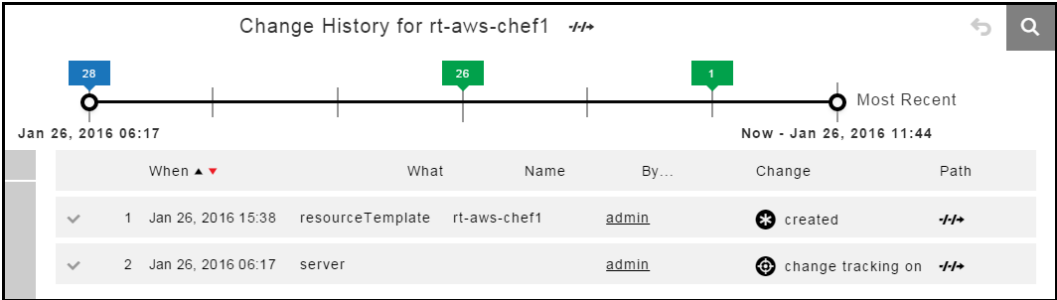 Change History for rt-aws-chef1
28 26 1
Most Recent
Jan 26, 2016 06:17 Now - Jan 26, 2016 11:44
When What Name By... Change Path
1 Jan 26, 2016 15:38 resourceTemplate rt-aws-chef1 admin created
2 Jan 26, 2016 06:17 server admin change tracking on